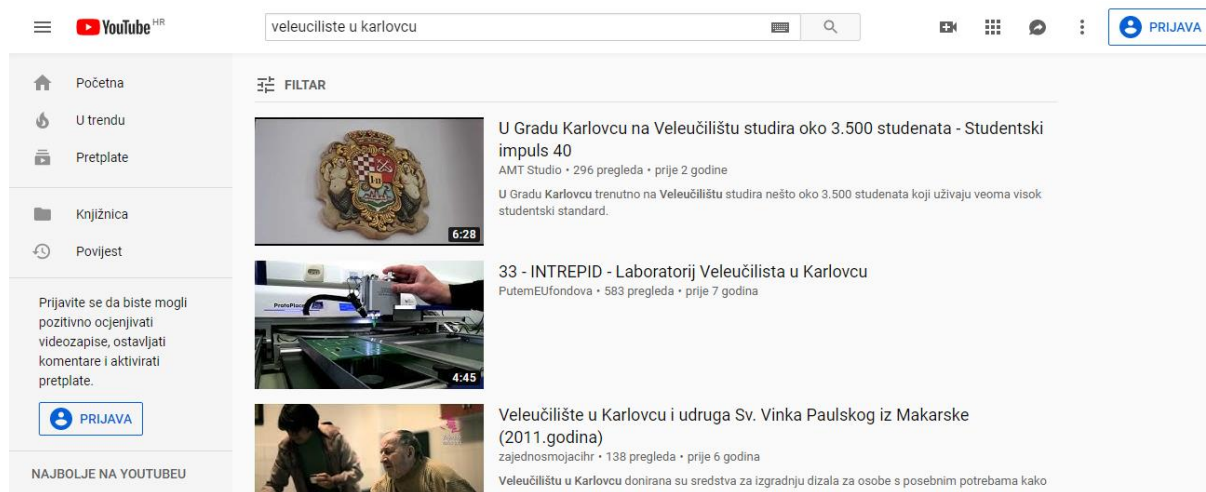 YouTube HR
veleuciliste u karlovcu
PRIJAVA
Početna
U trendu
Pretplate
Knjižnica
Povijest
Prijavite se da biste mogli
pozitivno ocjenjivati
videozapise, ostavljati
komentare i aktivirati
pretplate.
PRIJAVA
NAJBOLJE NA YOUTUBEU
FILTAR
6:28
U Gradu Karlovcu na Veleučilištu studira oko 3.500 studenata - Studentski
impuls 40
AMT Studio • 296 pregleda • prije 2 godine
U Gradu Karlovcu trenutno na Veleučilištu studira nešto oko 3.500 studenata koji uživaju veoma visok
studentski standard.
ProtoPlace
4:45
33 - INTREPID - Laboratorij Veleučilista u Karlovcu
PutemEUfondova • 583 pregleda • prije 7 godina
Veleučilište u Karlovcu i udruga Sv. Vinka Paulskog iz Makarske
(2011.godina)
zajednosmojacihr • 138 pregleda • prije 6 godina
Veleučilištu u Karlovcu donirana su sredstva za izgradnju dizala za osobe s posebnim potrebama kako